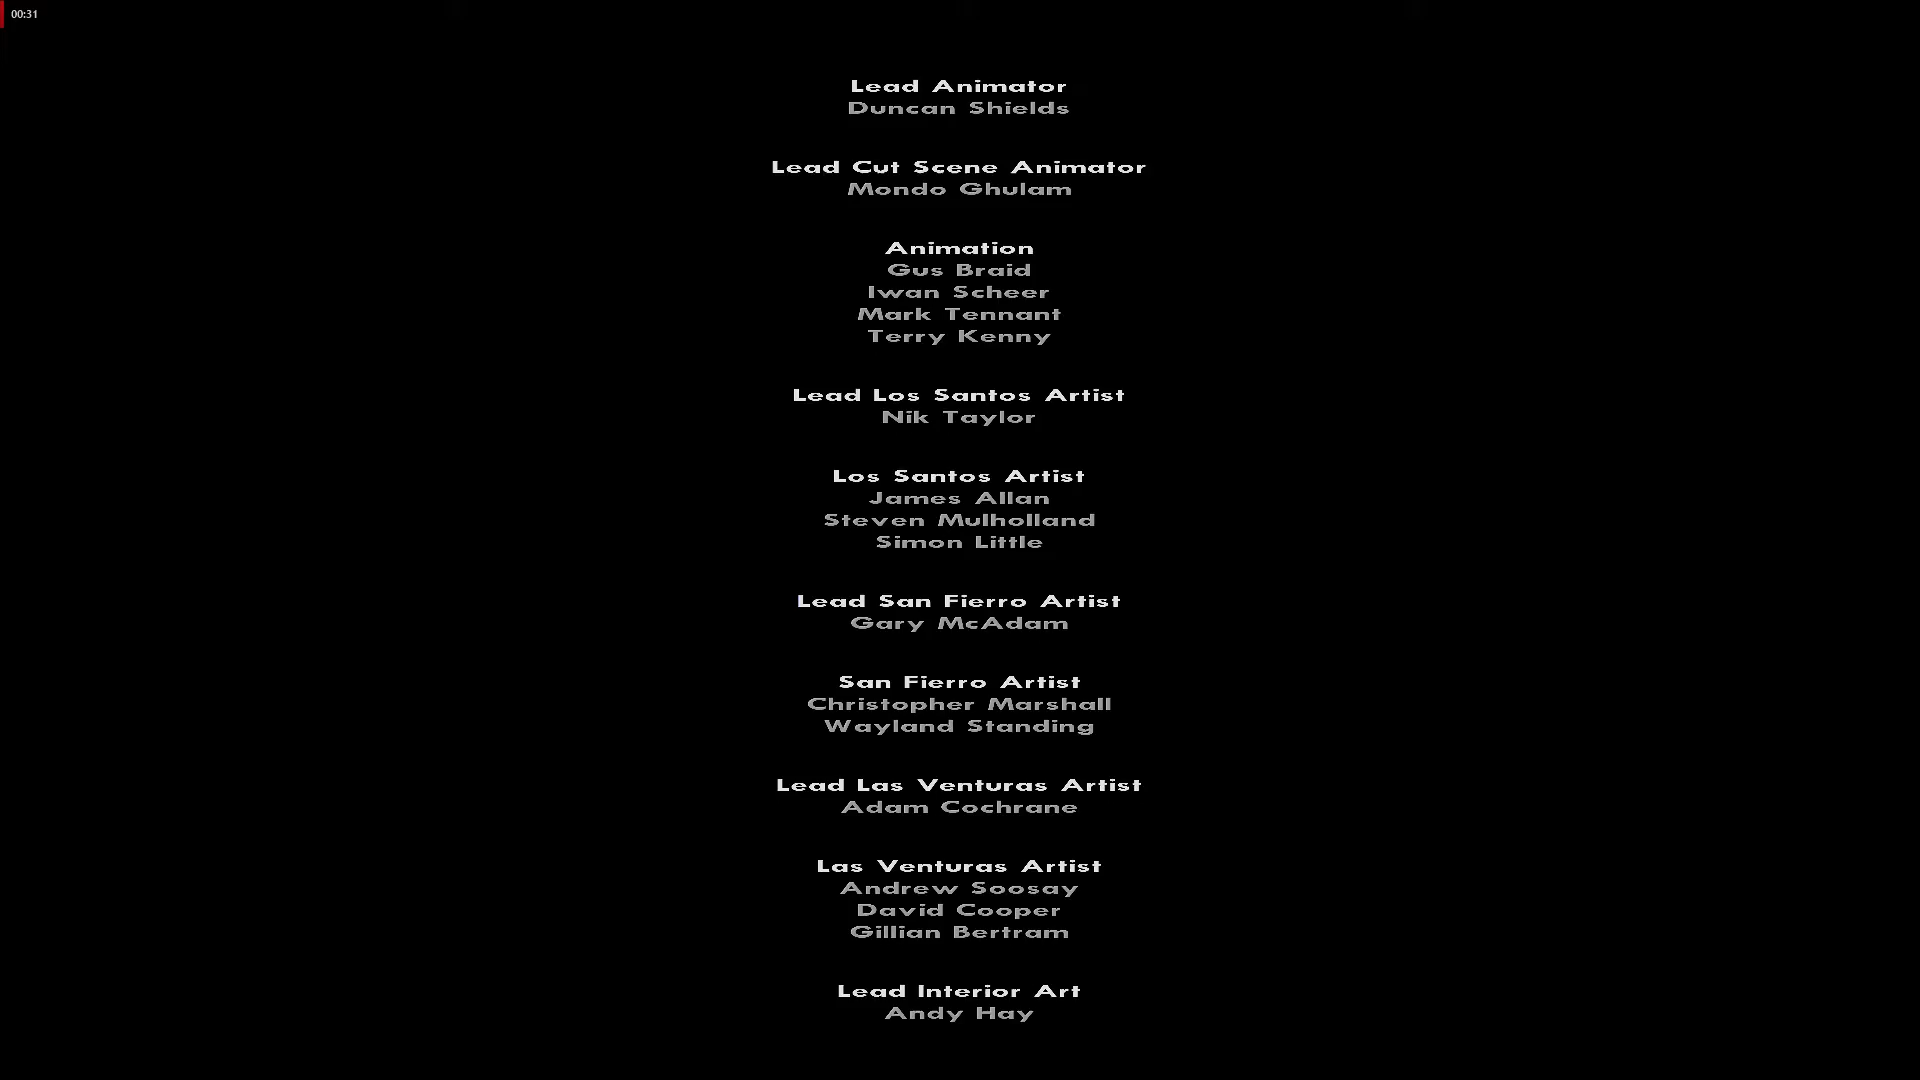 00:31
Lead Animator
Duncan Shields
Lead Cut Scene Animator
Mondo Ghulam
Animation
Gus Braid
Iwan Scheer
Mark Tennant
Terry Kenny
Lead Los Santos Artist
Nik Taylor
Los Santos Artist
James Allan
Steven Mulholland
Simon Little
Lead San Fierro Artist
Gary McAdam
San Fierro Artist
Christopher Marshall
Wayland Standing
Lead Las Venturas Artist
Adam Cochrane
Las Venturas Artist
Andrew Soosay
David Cooper
Gillian Bertram
Lead Interior Art
Andy Hay